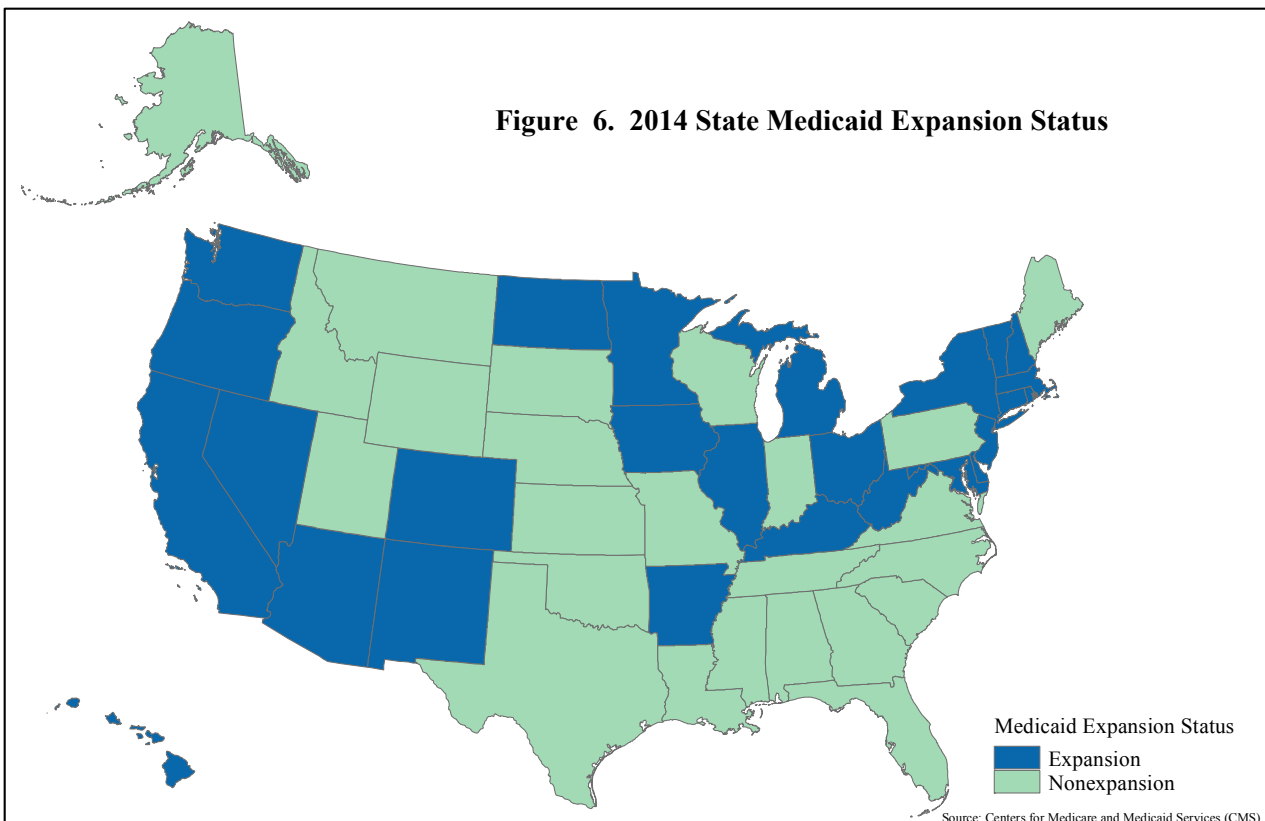 Figure 6. 2014 State Medicaid Expansion Status
Medicaid Expansion Status
Expansion
Nonexpansion
Source: Centers for Medicare and Medicaid Services (CMS)